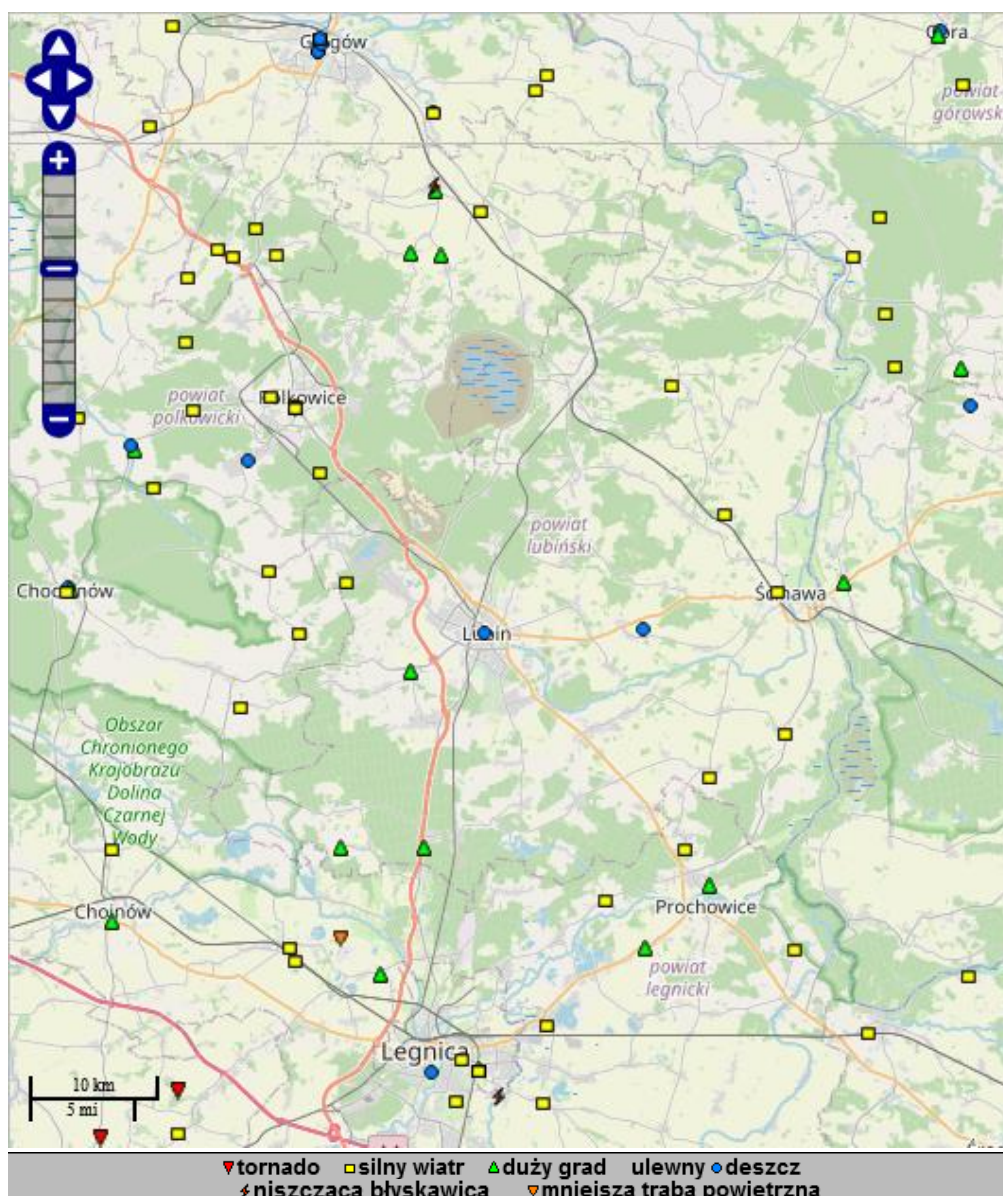 Głogów
Góra
powiat
górowsk
Polkowice
powiat
polkowicki
powiat
lubiński
Chocianów
Ścinawa
Lubin
Obszar
Chronionego
Krajobrazu
Dolina
Czarnej
Wody
Chojnów
Prochowice
powiat
legnicki
Legnica
10 km
5 mi
tornado silny wiatr duży grad ulewny deszcz
niszcząca błyskawica mniejsza trąba powietrzna